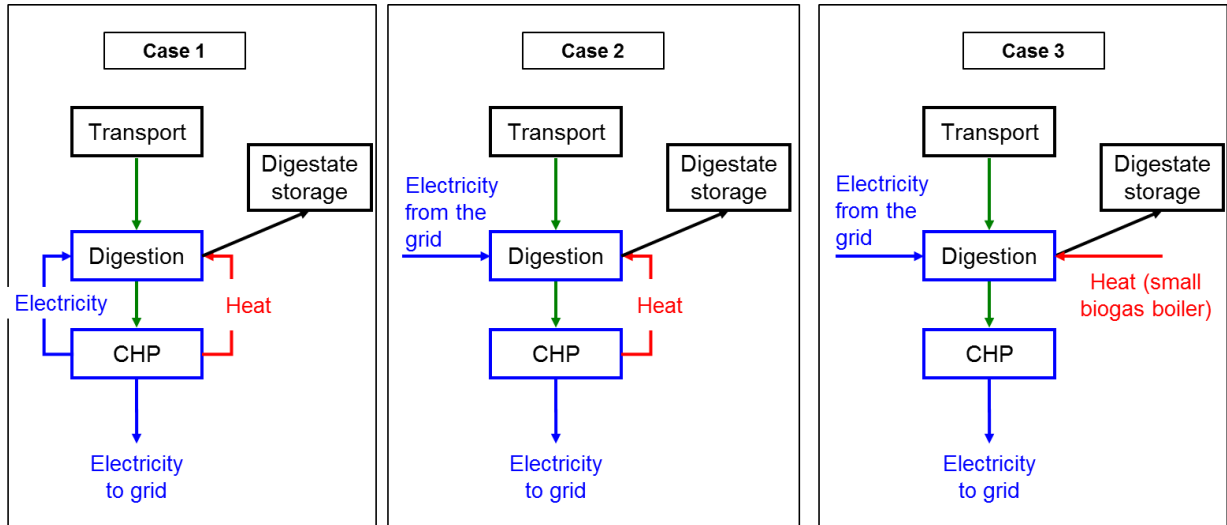 Case 1
Transport
Digestate
storage
Digestion
Electricity
Heat
CHP
Electricity
to grid
Case 2
Transport
Digestate
storage
Electricity
from the
grid
Digestion
Heat
CHP
Electricity
to grid
Case 3
Transport
Digestate
storage
Electricity
from the
grid
Digestion
Heat (small
biogas boiler)
CHP
Electricity
to grid